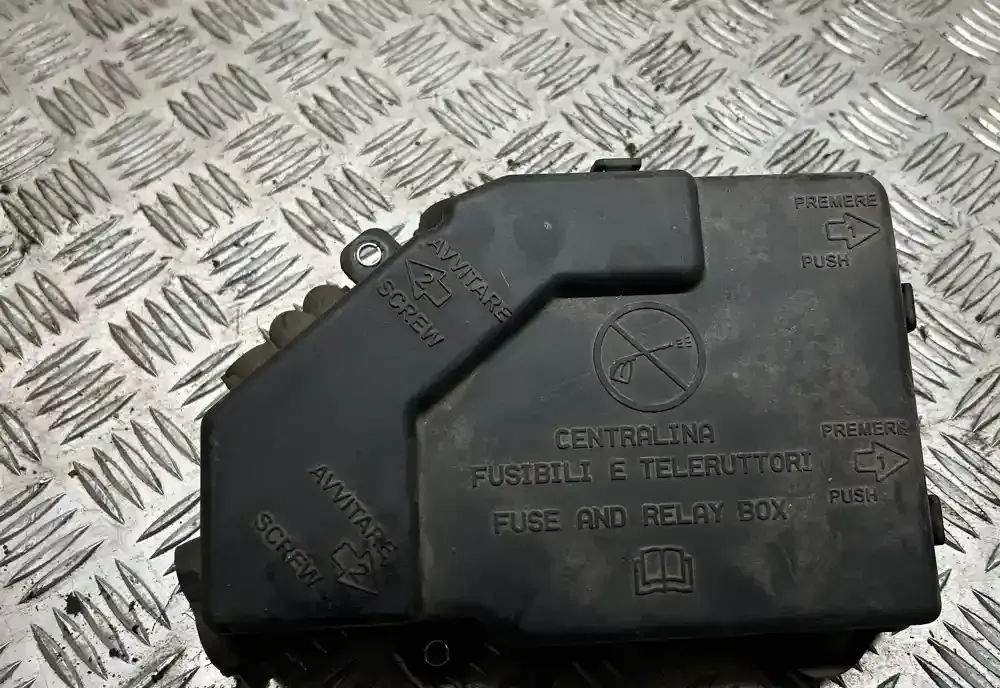 PREMERE
1
PUSH
AVVITARE
2
SCREW
CENTRALINA
FUSIBILI E TELERUTTORI
FUSE AND RELAY BOX
PREMERE
1
PUSH
AVVITARE
2
SCREW